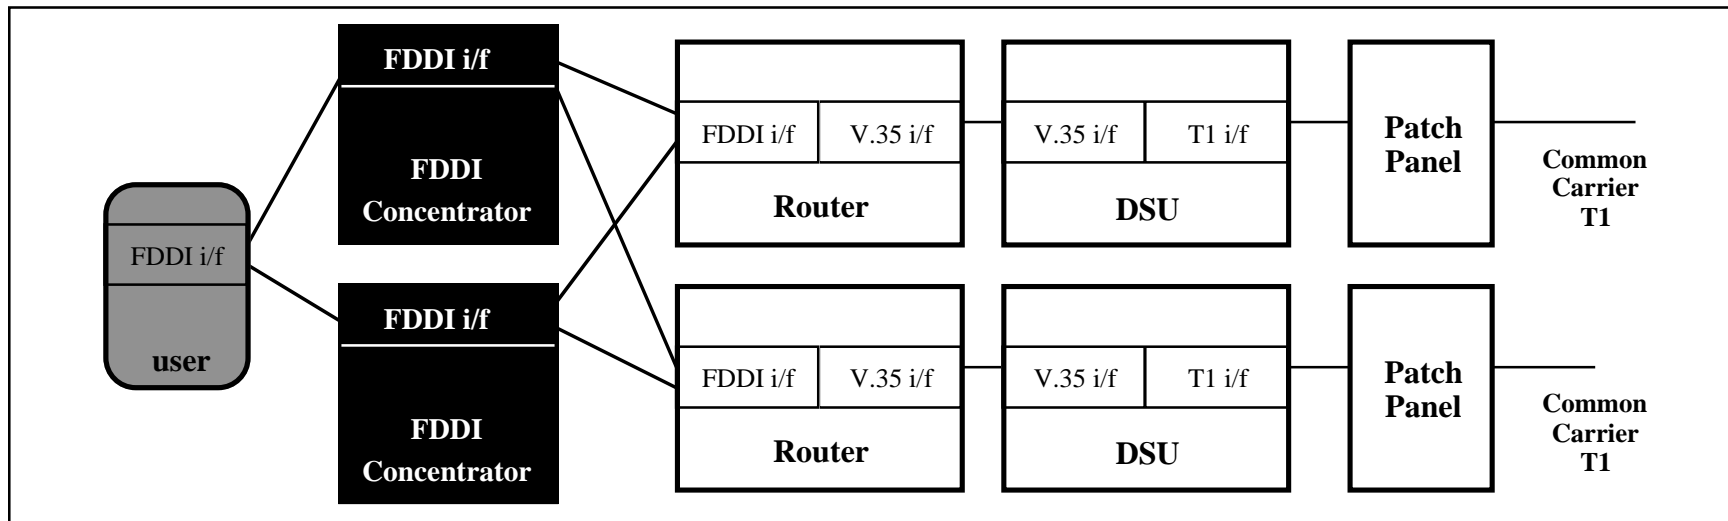 FDDI i/f
user
FDDI i/f
FDDI
Concentrator
FDDI i/f
FDDI
Concentrator
FDDI i/f V.35 i/f
Router
V.35 i/f T1 i/f
DSU
Patch
Panel
Common
Carrier
T1
FDDI i/f V.35 i/f
Router
V.35 i/f T1 i/f
DSU
Patch
Panel
Common
Carrier
T1